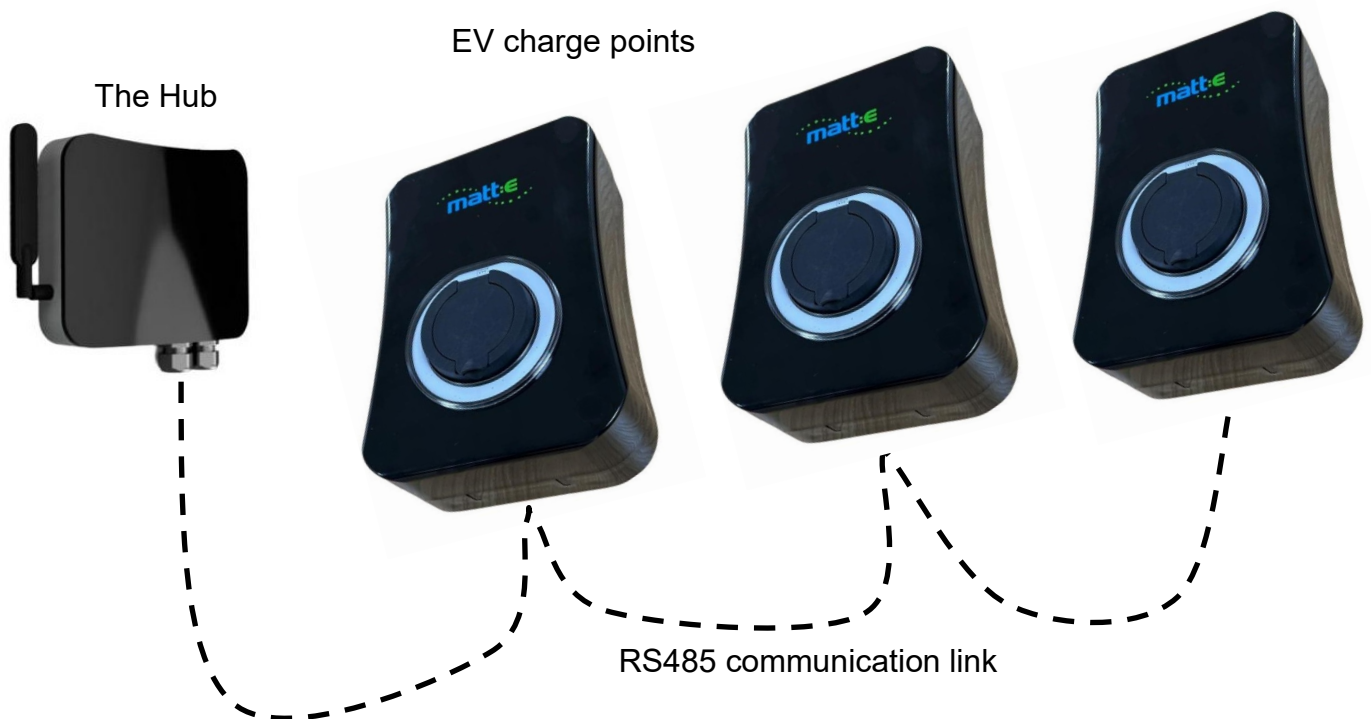 EV charge points
The Hub
matt:e
matt:e
matt:e
RS485 communication link